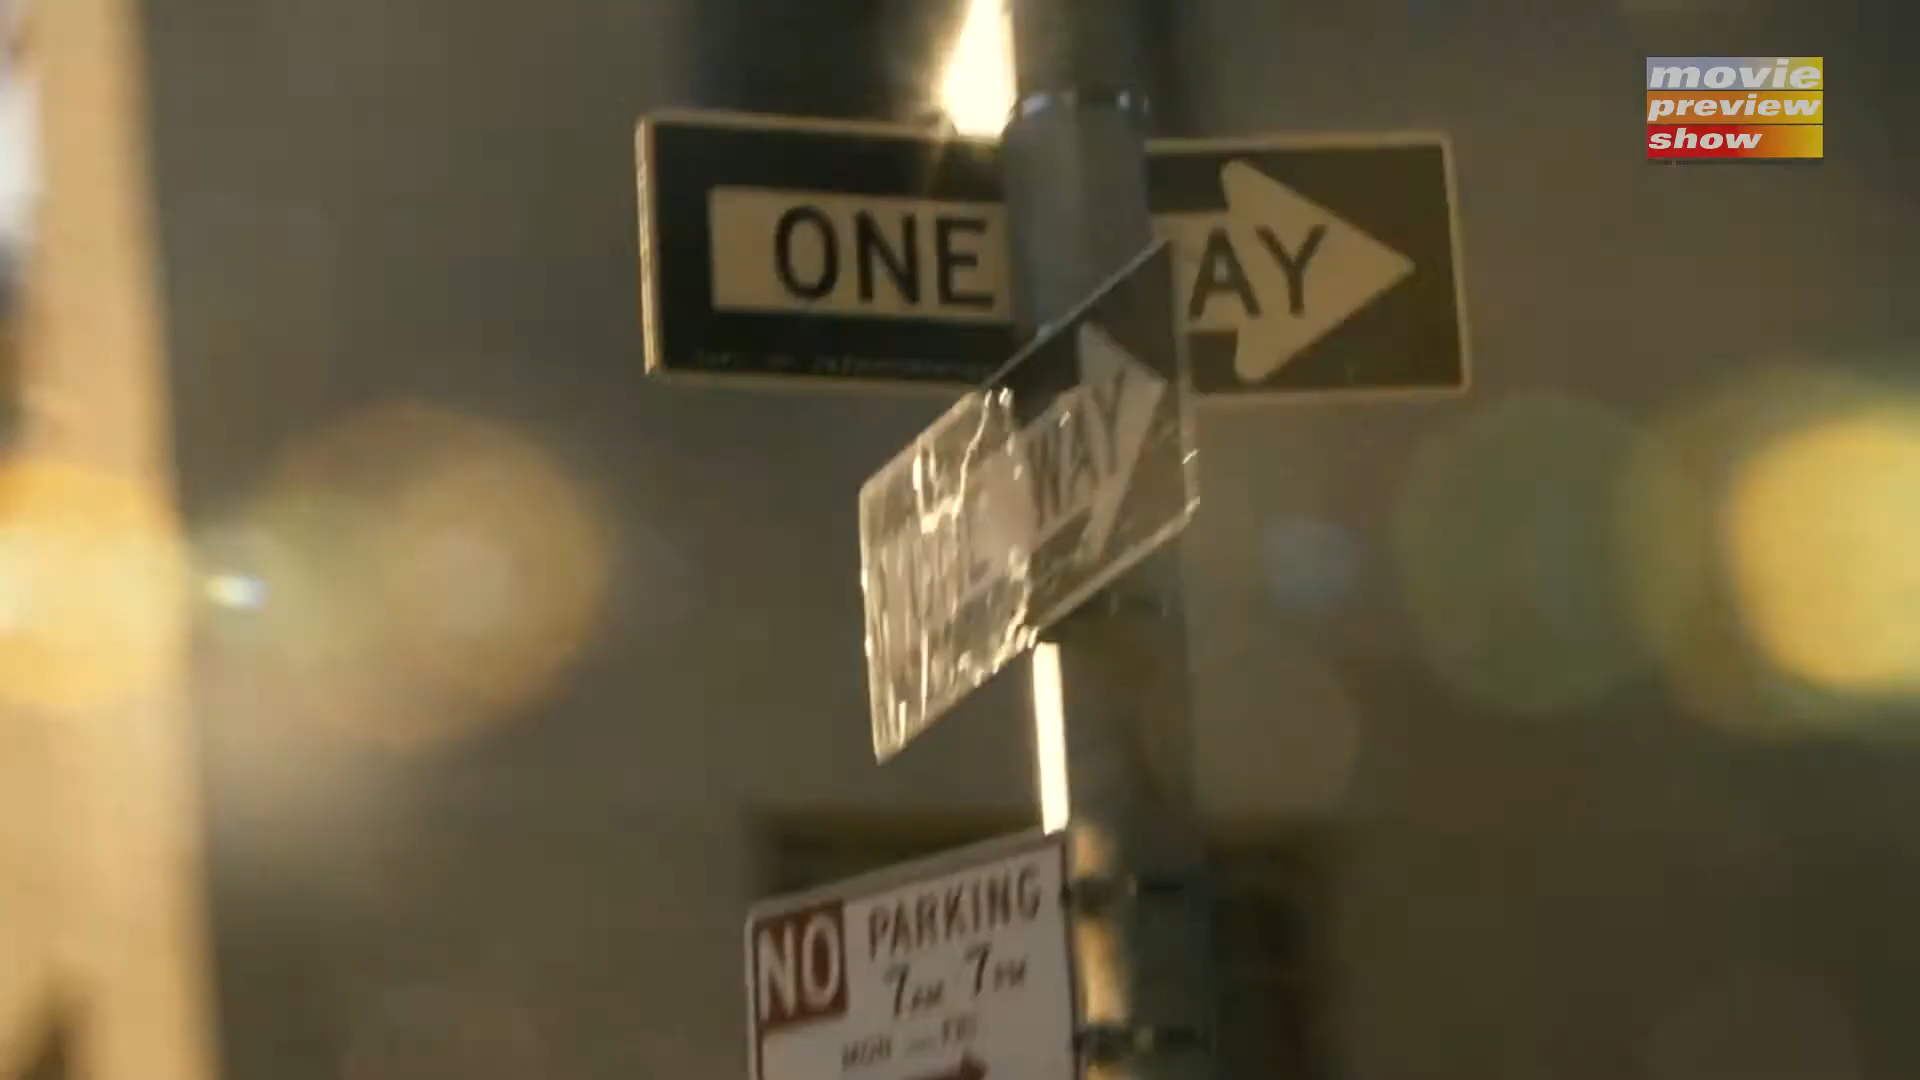 movie
preview
show
ONE AY
WAY
NO PARKING
7AM 7PM
MON — FRI